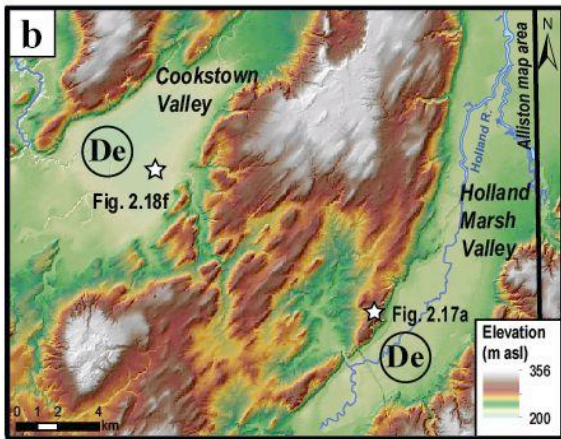 b
N
Cookstown
Valley
Alliston map area
De
Holland R.
Fig. 2.18f
Holland
Marsh
Valley
Fig. 2.17a
De
Elevation
(m asl)
356
200
0 1 2 4
km